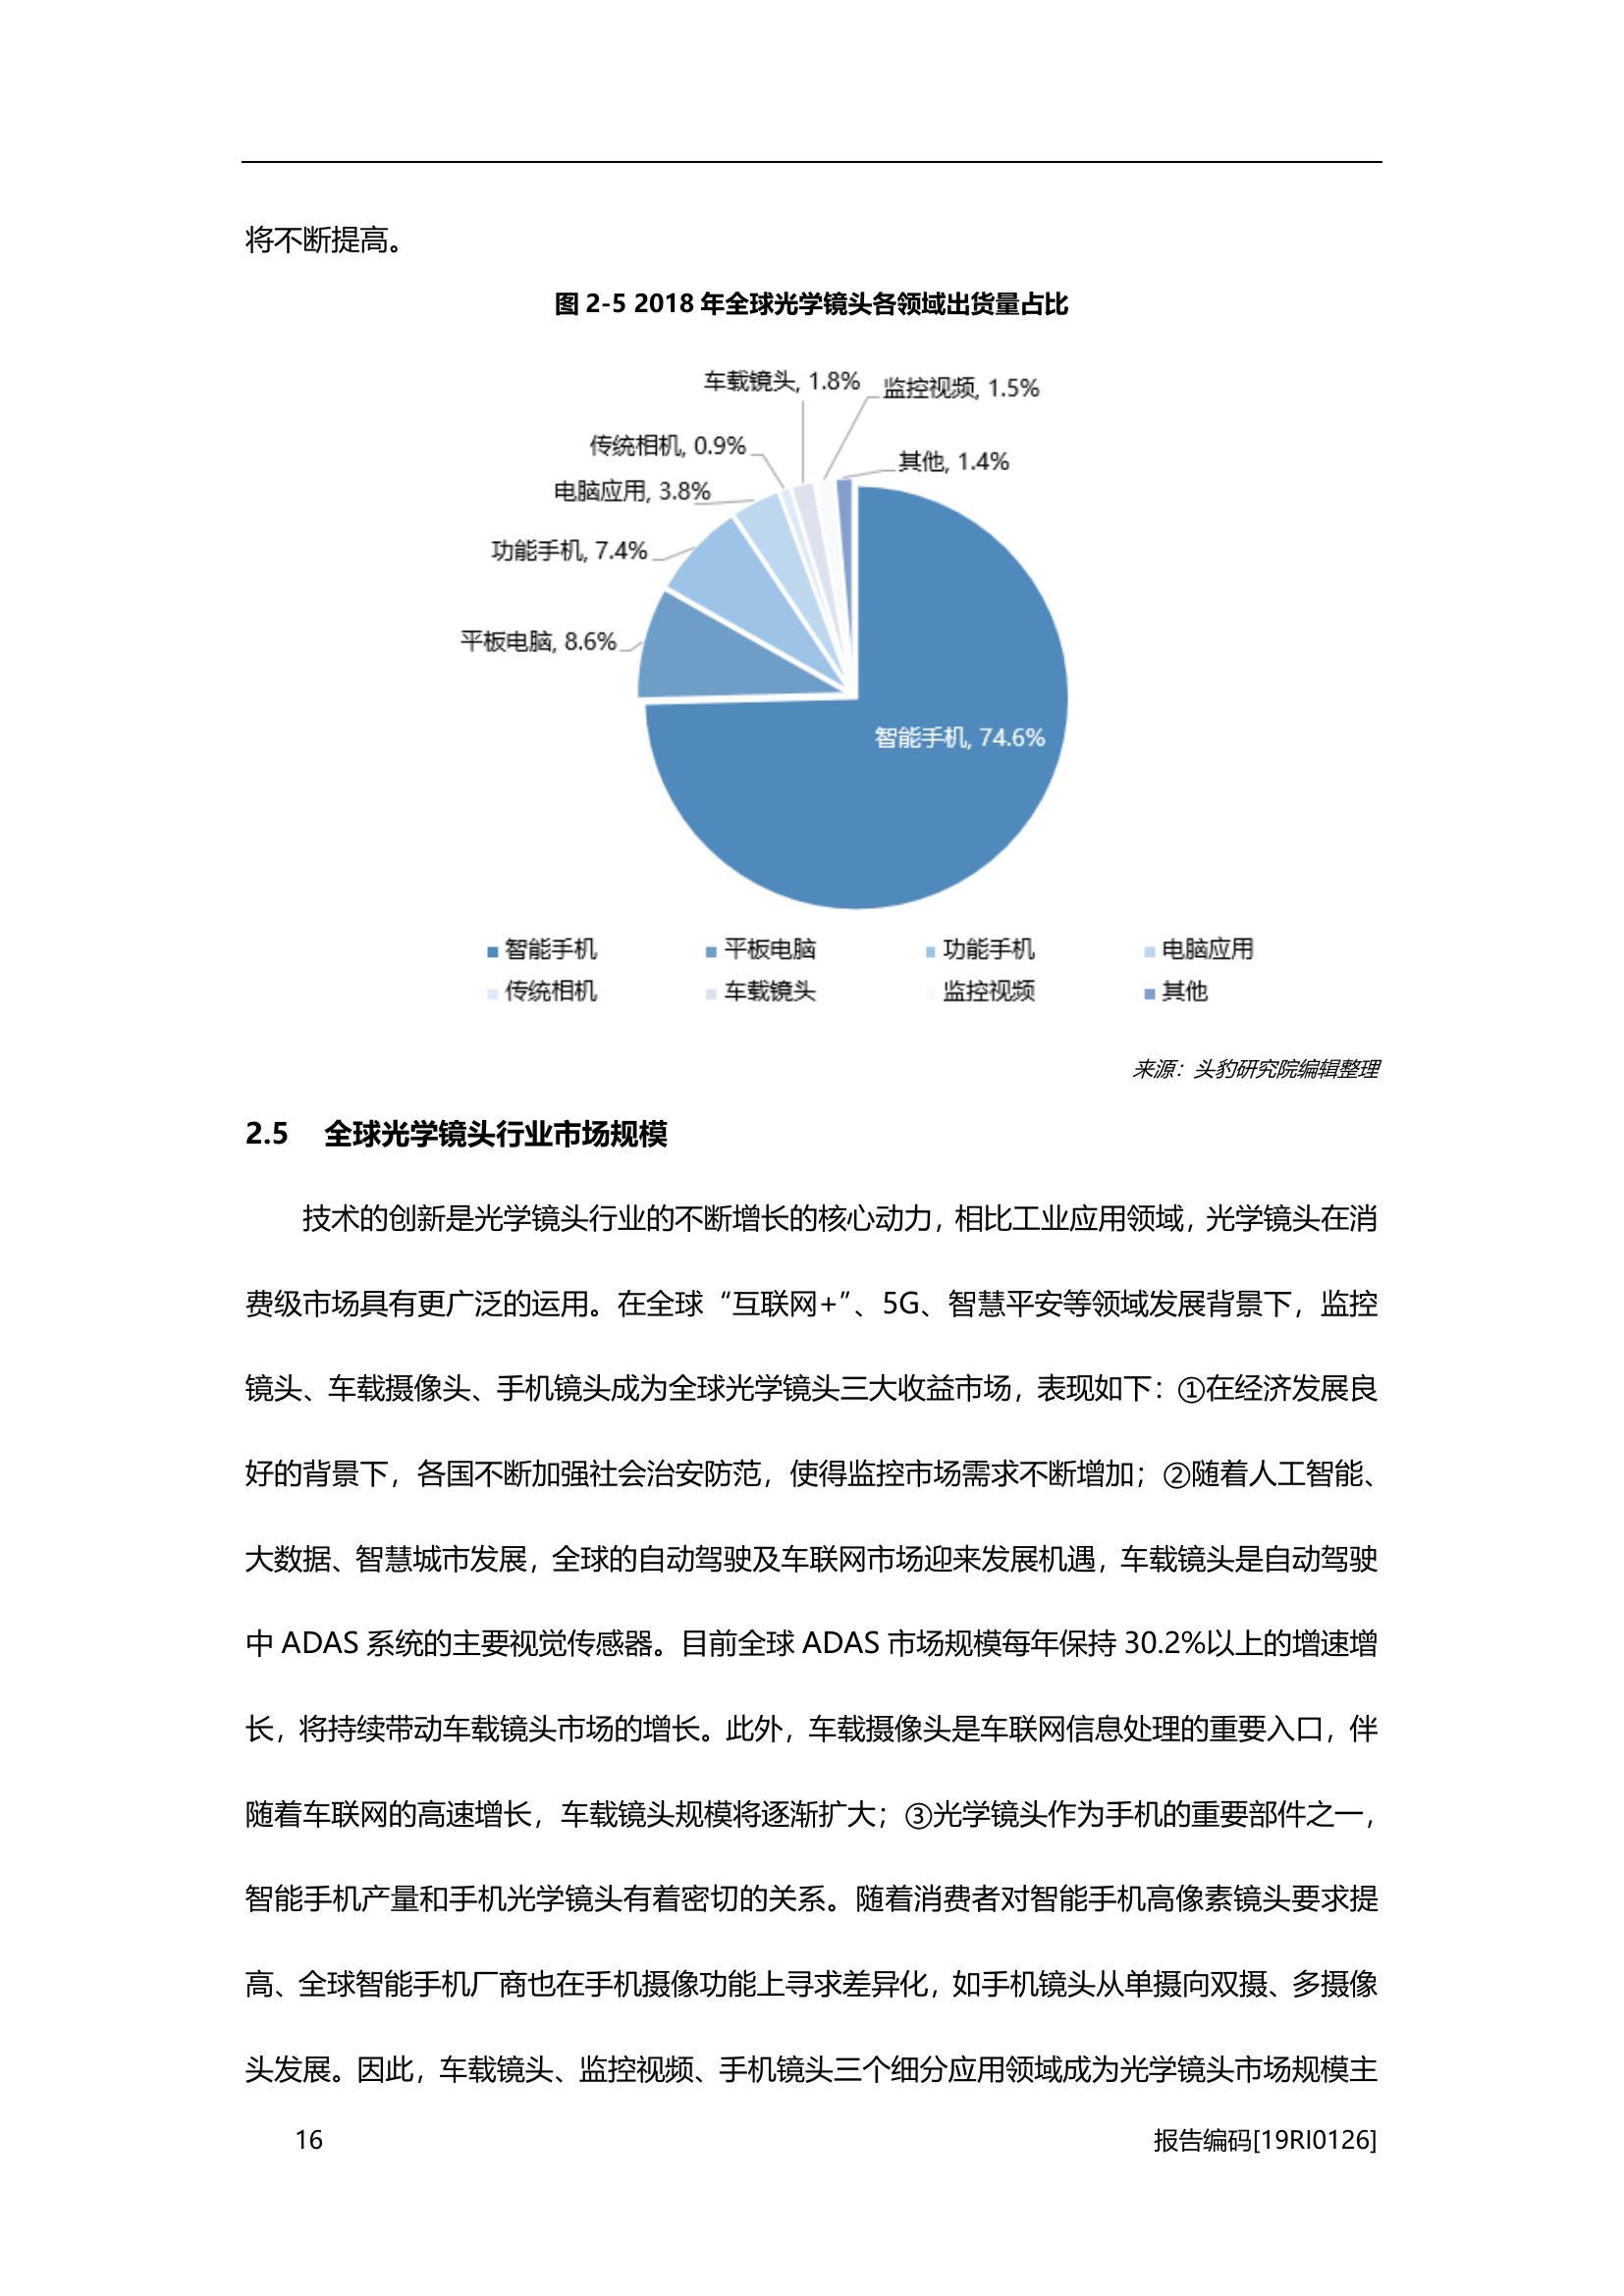 将不断提高。
图 2-5 2018 年全球光学镜头各领域出货量占比
车载镜头, 1.8%
监控视频, 1.5%
传统相机, 0.9%
其他, 1.4%
电脑应用, 3.8%
功能手机, 7.4%
平板电脑, 8.6%
智能手机, 74.6%
智能手机 平板电脑 功能手机 电脑应用
传统相机 车载镜头 监控视频 其他
来源：头豹研究院编辑整理
2.5 全球光学镜头行业市场规模
技术的创新是光学镜头行业的不断增长的核心动力，相比工业应用领域，光学镜头在消
费级市场具有更广泛的运用。在全球“互联网+”、5G、智慧平安等领域发展背景下，监控
镜头、车载摄像头、手机镜头成为全球光学镜头三大收益市场，表现如下：①在经济发展良
好的背景下，各国不断加强社会治安防范，使得监控市场需求不断增加；②随着人工智能、
大数据、智慧城市发展，全球的自动驾驶及车联网市场迎来发展机遇，车载镜头是自动驾驶
中 ADAS 系统的主要视觉传感器。目前全球 ADAS 市场规模每年保持 30.2%以上的增速增
长，将持续带动车载镜头市场的增长。此外，车载摄像头是车联网信息处理的重要入口，伴
随着车联网的高速增长，车载镜头规模将逐渐扩大；③光学镜头作为手机的重要部件之一，
智能手机产量和手机光学镜头有着密切的关系。随着消费者对智能手机高像素镜头要求提
高、全球智能手机厂商也在手机摄像功能上寻求差异化，如手机镜头从单摄向双摄、多摄像
头发展。因此，车载镜头、监控视频、手机镜头三个细分应用领域成为光学镜头市场规模主
16 报告编码[19RI0126]